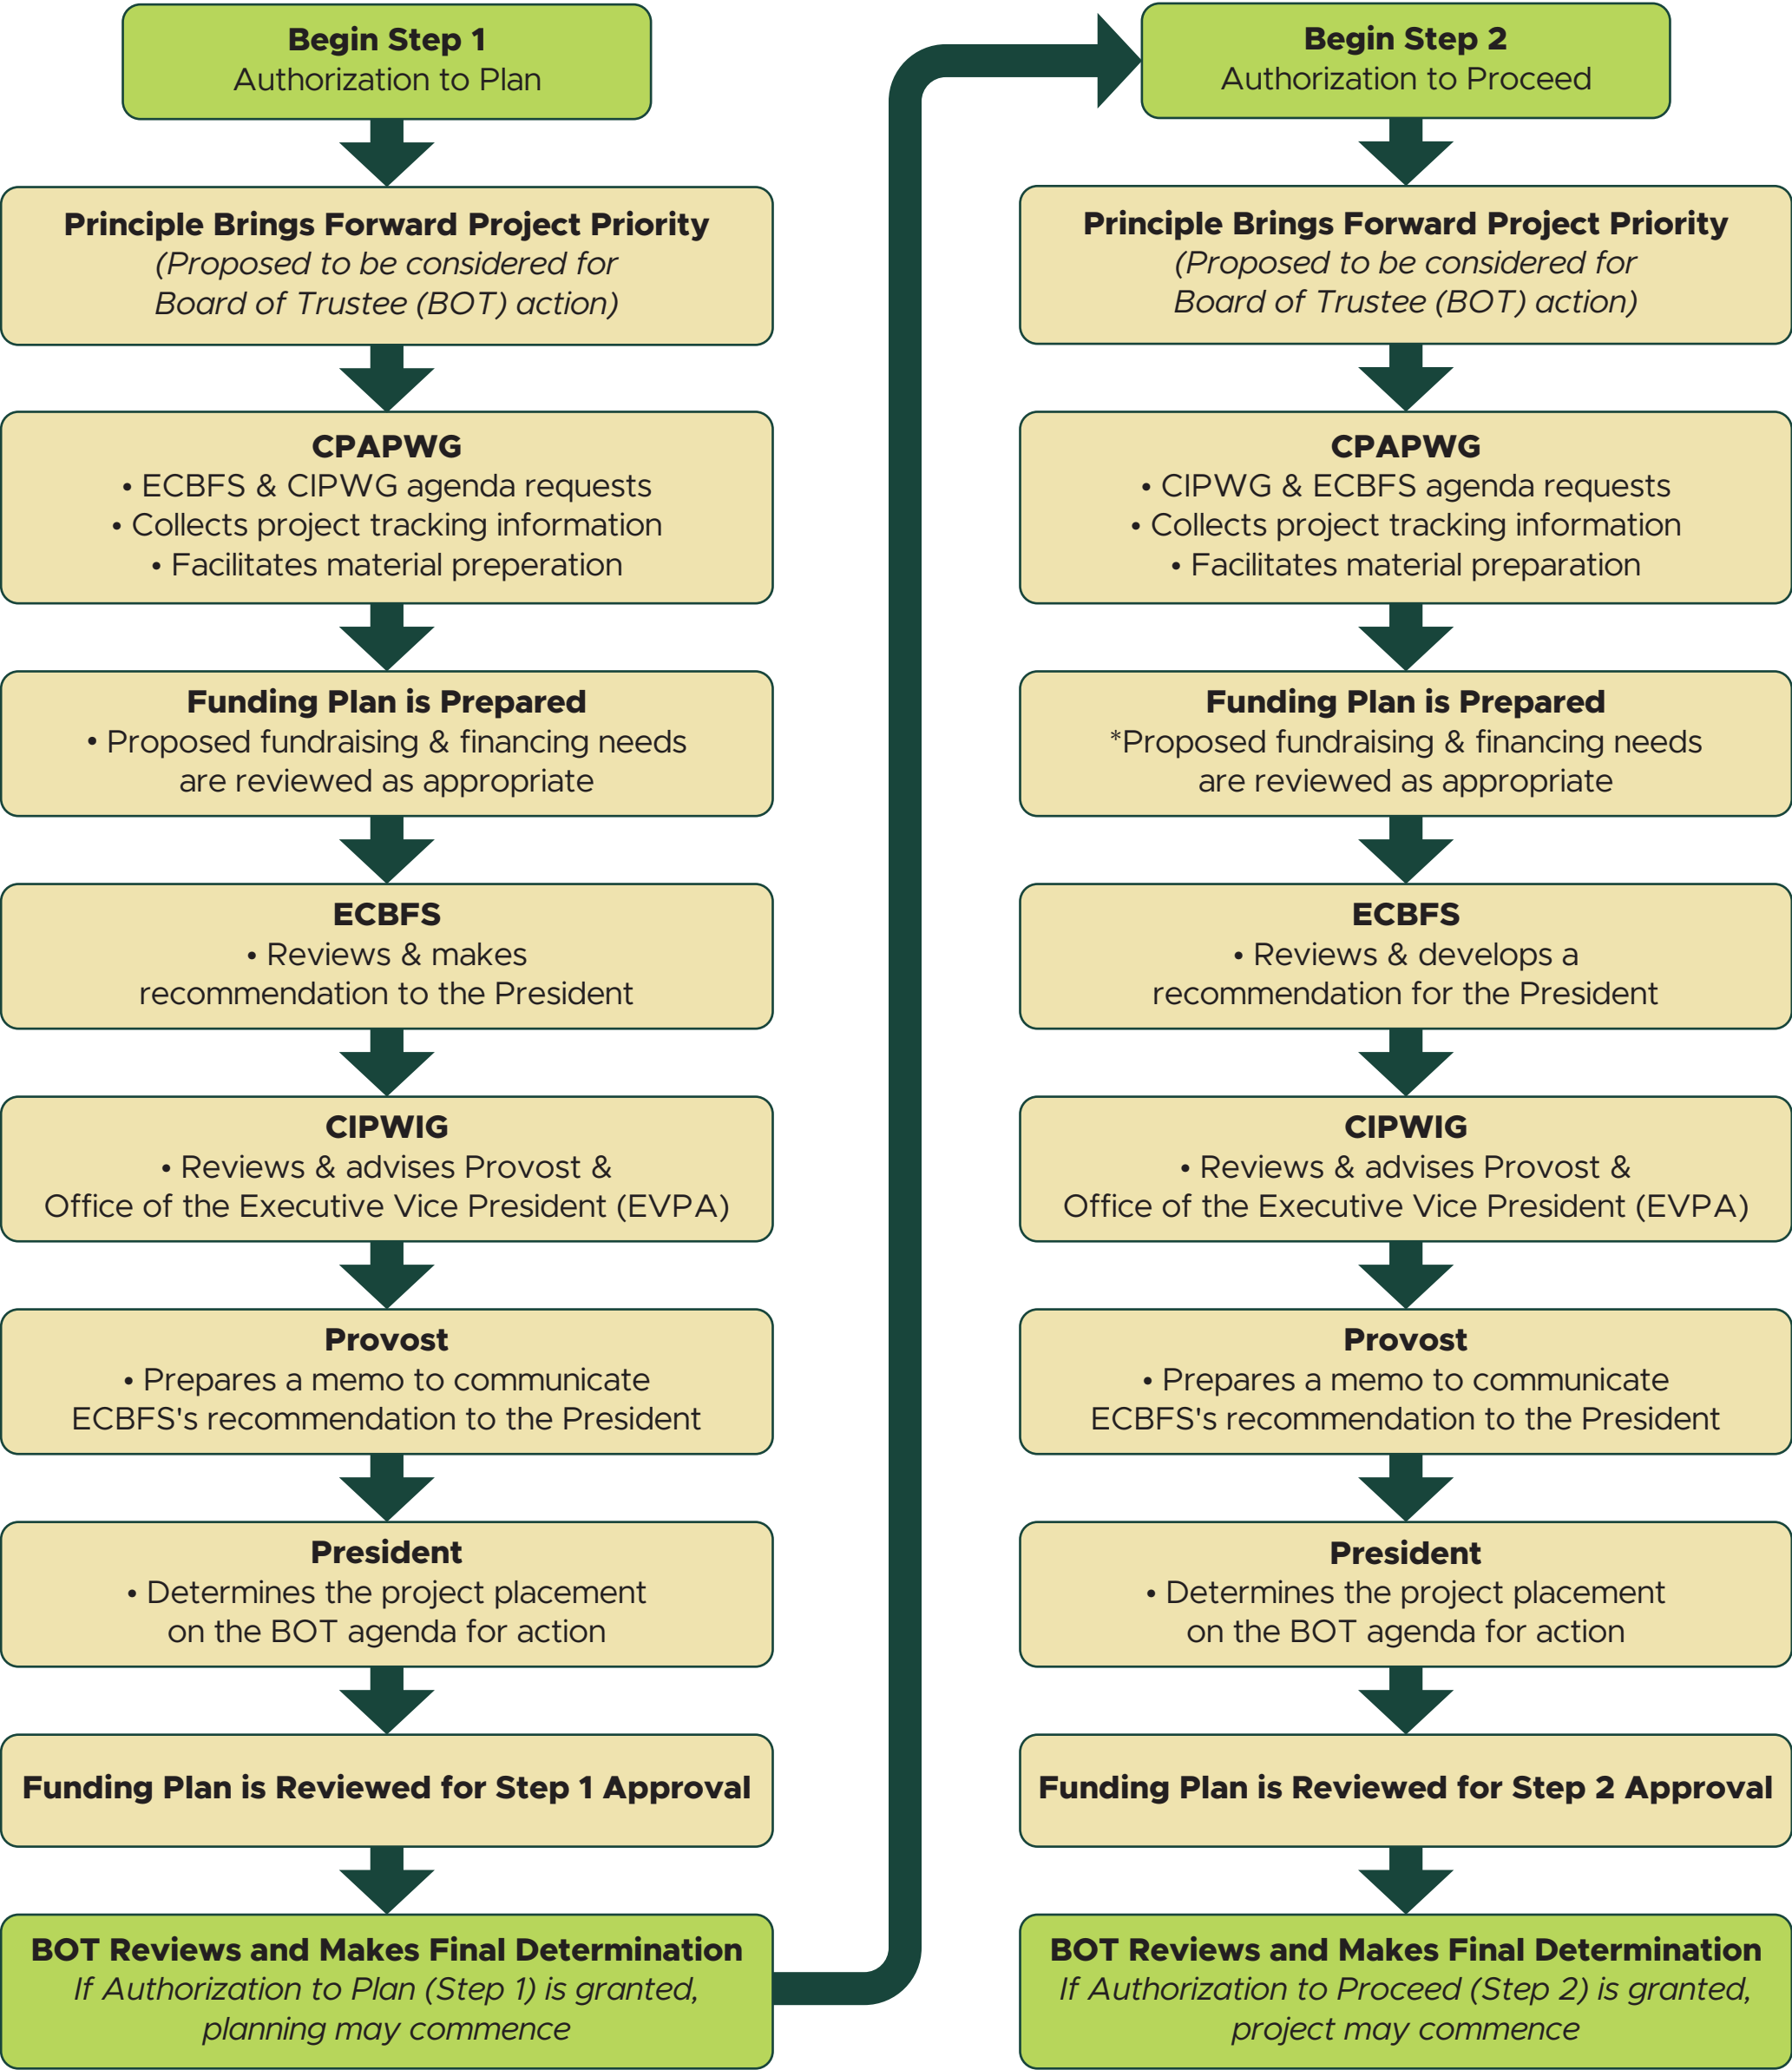 Begin Step 1
Authorization to Plan
Principle Brings Forward Project Priority
(Proposed to be considered for
Board of Trustee (BOT) action)
CPAPWG
• ECBFS & CIPWG agenda requests
• Collects project tracking information
• Facilitates material preperation
Funding Plan is Prepared
• Proposed fundraising & financing needs
are reviewed as appropriate
ECBFS
• Reviews & makes
recommendation to the President
CIPWIG
• Reviews & advises Provost &
Office of the Executive Vice President (EVPA)
Provost
• Prepares a memo to communicate
ECBFS's recommendation to the President
President
• Determines the project placement
on the BOT agenda for action
Funding Plan is Reviewed for Step 1 Approval
BOT Reviews and Makes Final Determination
If Authorization to Plan (Step 1) is granted,
planning may commence
Begin Step 2
Authorization to Proceed
Principle Brings Forward Project Priority
(Proposed to be considered for
Board of Trustee (BOT) action)
CPAPWG
• CIPWG & ECBFS agenda requests
• Collects project tracking information
• Facilitates material preparation
Funding Plan is Prepared
*Proposed fundraising & financing needs
are reviewed as appropriate
ECBFS
• Reviews & develops a
recommendation for the President
CIPWIG
• Reviews & advises Provost &
Office of the Executive Vice President (EVPA)
Provost
• Prepares a memo to communicate
ECBFS's recommendation to the President
President
• Determines the project placement
on the BOT agenda for action
Funding Plan is Reviewed for Step 2 Approval
BOT Reviews and Makes Final Determination
If Authorization to Proceed (Step 2) is granted,
project may commence